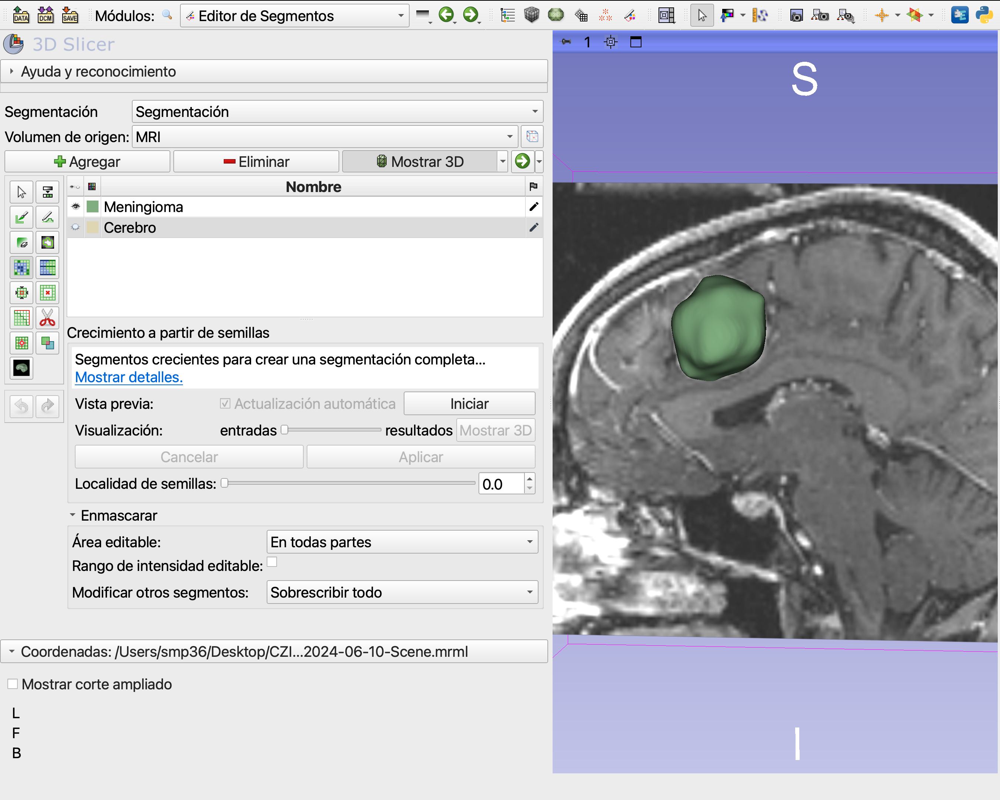 DATA DCM SAVE Módulos: Editor de Segmentos
3D Slicer
Ayuda y reconocimiento
Segmentación Segmentación
Volumen de origen: MRI
Agregar Eliminar Mostrar 3D
Nombre
Meningioma
Cerebro
Crecimiento a partir de semillas
Segmentos crecientes para crear una segmentación completa...
Mostrar detalles.
Vista previa: Actualización automática Iniciar
Visualización: entradas resultados Mostrar 3D
Cancelar Aplicar
Localidad de semillas: 0.0
Enmascarar
Área editable: En todas partes
Rango de intensidad editable:
Modificar otros segmentos: Sobrescribir todo
Coordenadas: /Users/smp36/Desktop/CZI...2024-06-10-Scene.mrml
Mostrar corte ampliado
L
F
B
1
S
I